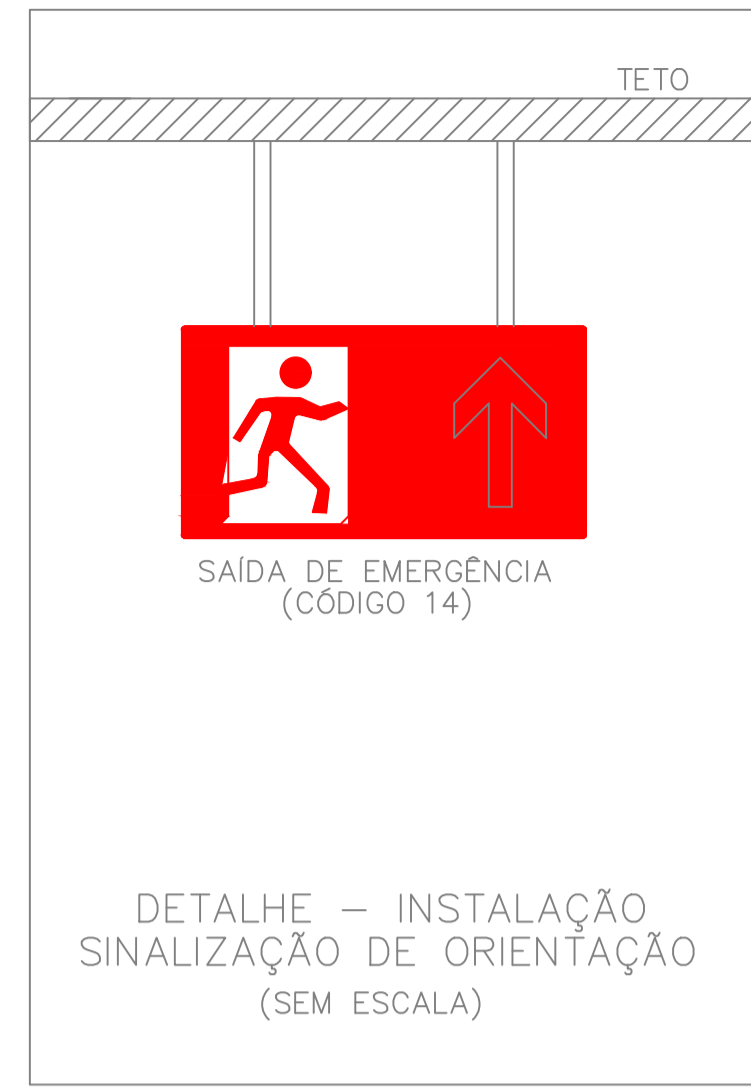 TETO
SAÍDA DE EMERGÊNCIA
(CÓDIGO 14)
DETALHE – INSTALAÇÃO
SINALIZAÇÃO DE ORIENTAÇÃO
(SEM ESCALA)